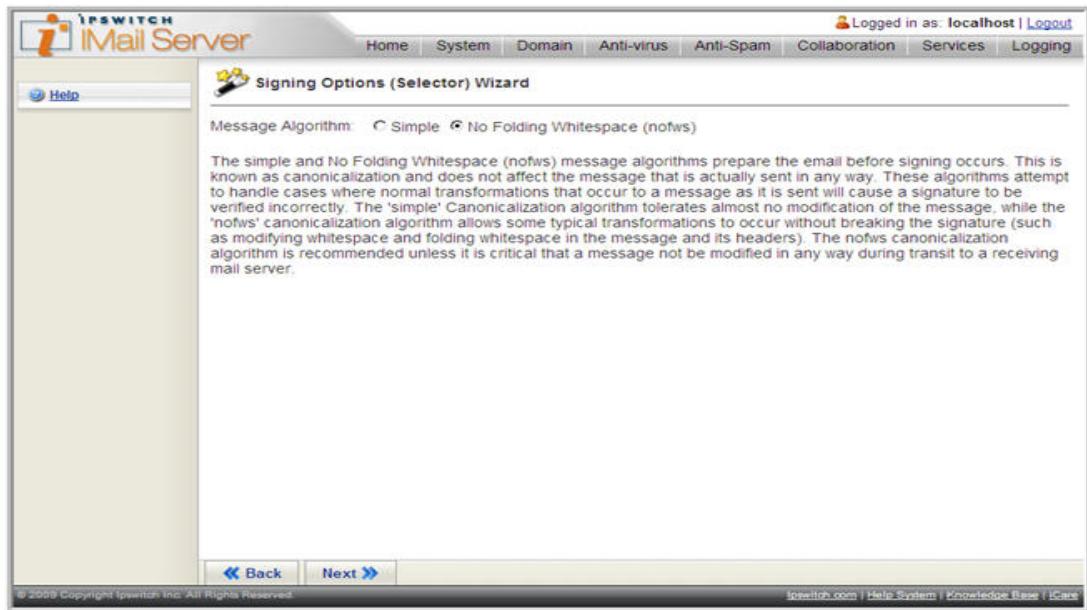 IPSWITCH
IMail Server
Logged in as: localhost | Logout
Home System Domain Anti-virus Anti-Spam Collaboration Services Logging
Help
Signing Options (Selector) Wizard
Message Algorithm: Simple No Folding Whitespace (nofws)
The simple and No Folding Whitespace (nofws) message algorithms prepare the email before signing occurs. This is
known as canonicalization and does not affect the message that is actually sent in any way. These algorithms attempt
to handle cases where normal transformations that occur to a message as it is sent will cause a signature to be
verified incorrectly. The 'simple' Canonicalization algorithm tolerates almost no modification of the message, while the
'nofws' canonicalization algorithm allows some typical transformations to occur without breaking the signature (such
as modifying whitespace and folding whitespace in the message and its headers). The nofws canonicalization
algorithm is recommended unless it is critical that a message not be modified in any way during transit to a receiving
mail server.
Back Next
© 2009 Copyright Ipswitch Inc. All Rights Reserved.
Ipswitch.com | Help System | Knowledge Base | iCare